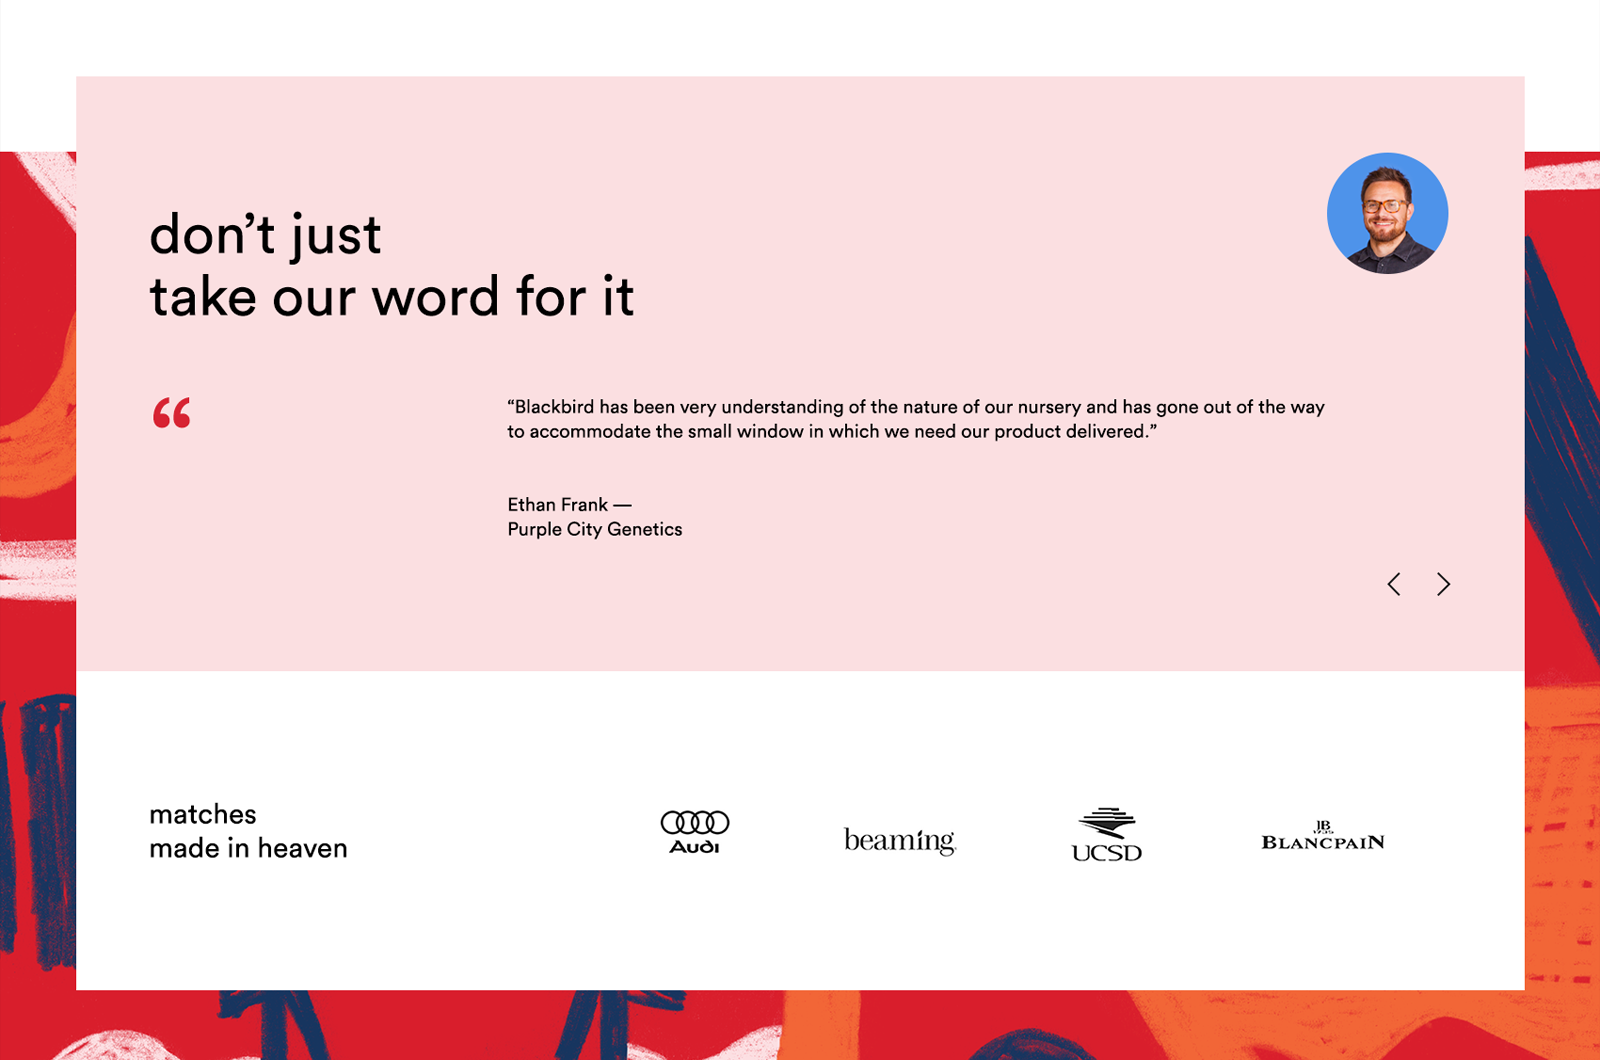 don’t just
take our word for it
“
“Blackbird has been very understanding of the nature of our nursery and has gone out of the way
to accommodate the small window in which we need our product delivered.”
Ethan Frank —
Purple City Genetics
matches
made in heaven
Audi
beaming
UCSD
JB
1735
BLANCPAIN